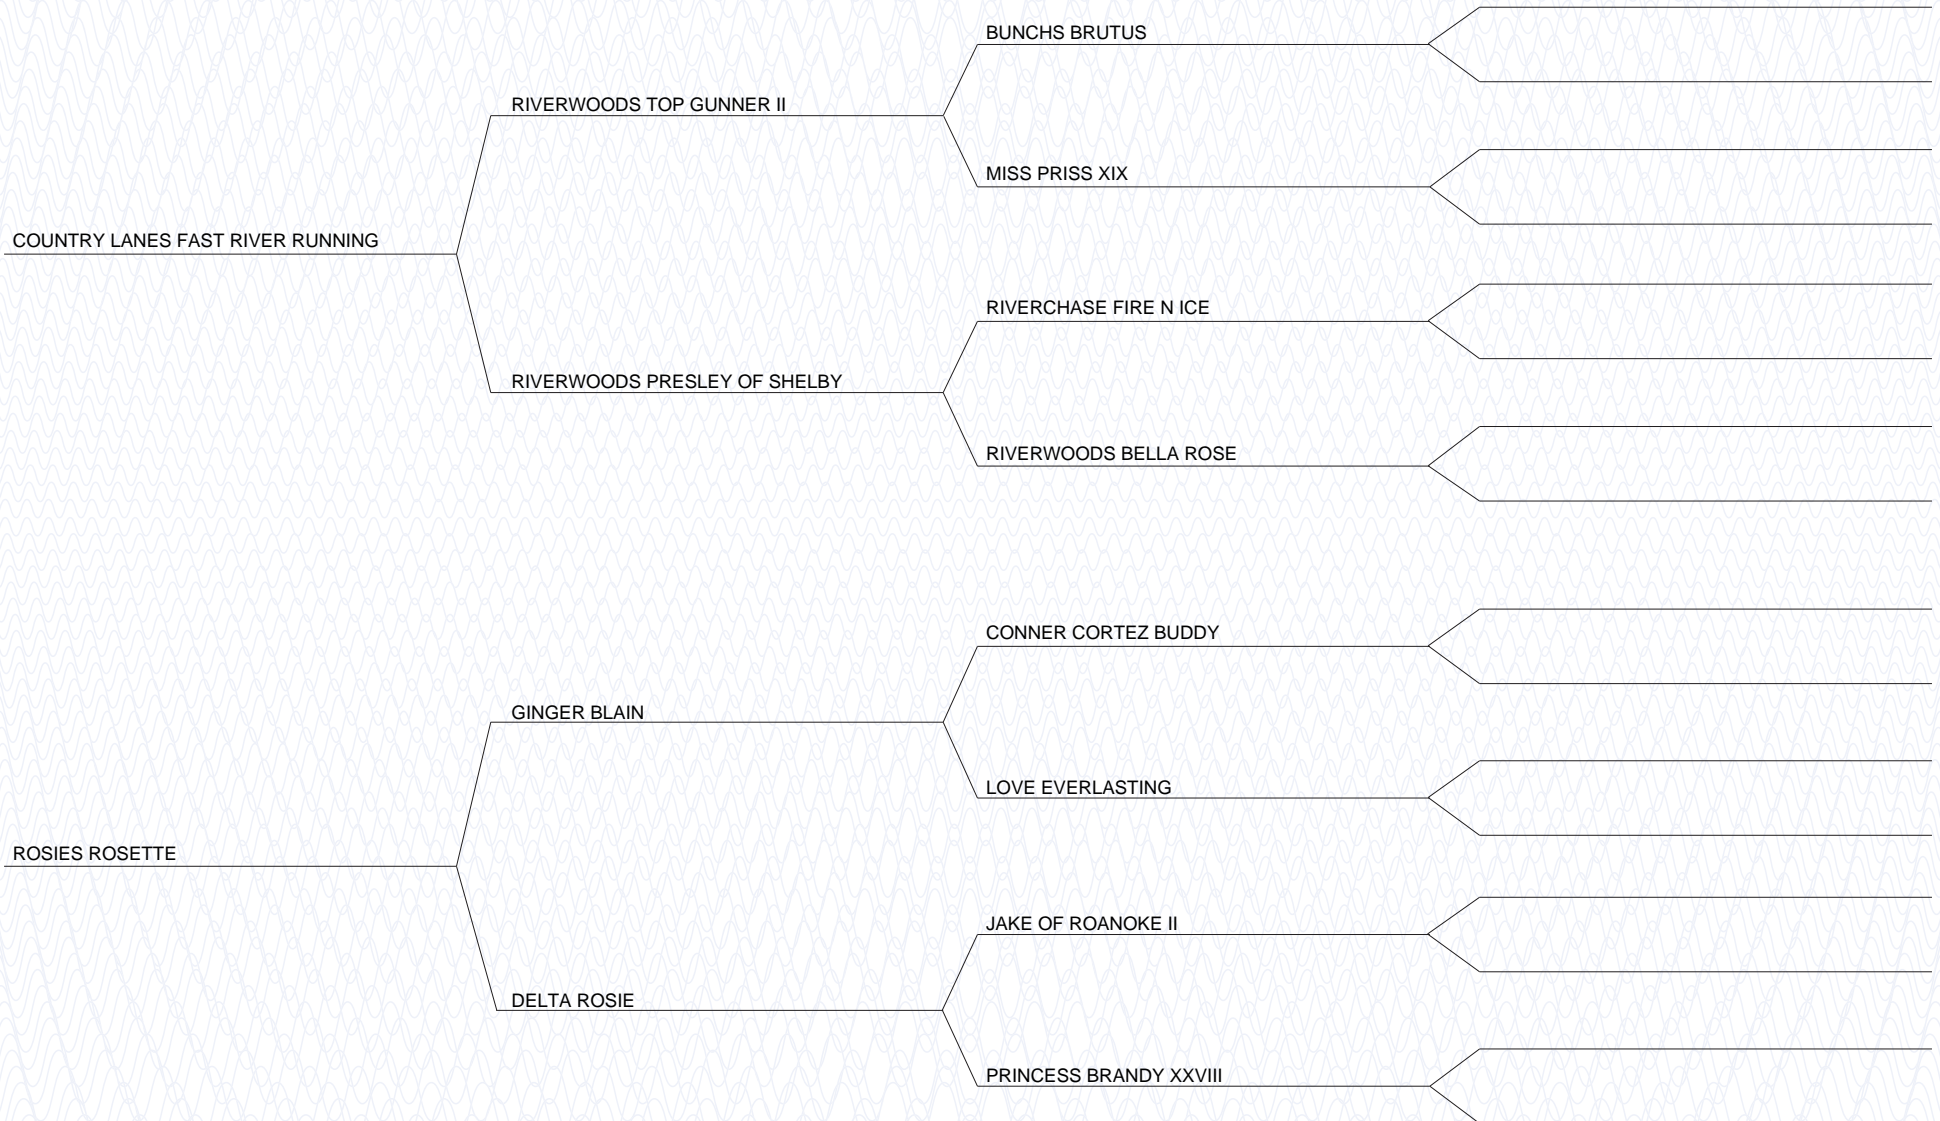 BUNCHS BRUTUS
RIVERWOODS TOP GUNNER II
MISS PRISS XIX
COUNTRY LANES FAST RIVER RUNNING
RIVERCHASE FIRE N ICE
RIVERWOODS PRESLEY OF SHELBY
RIVERWOODS BELLA ROSE
CONNER CORTEZ BUDDY
GINGER BLAIN
LOVE EVERLASTING
ROSIES ROSETTE
JAKE OF ROANOKE II
DELTA ROSIE
PRINCESS BRANDY XXVIII